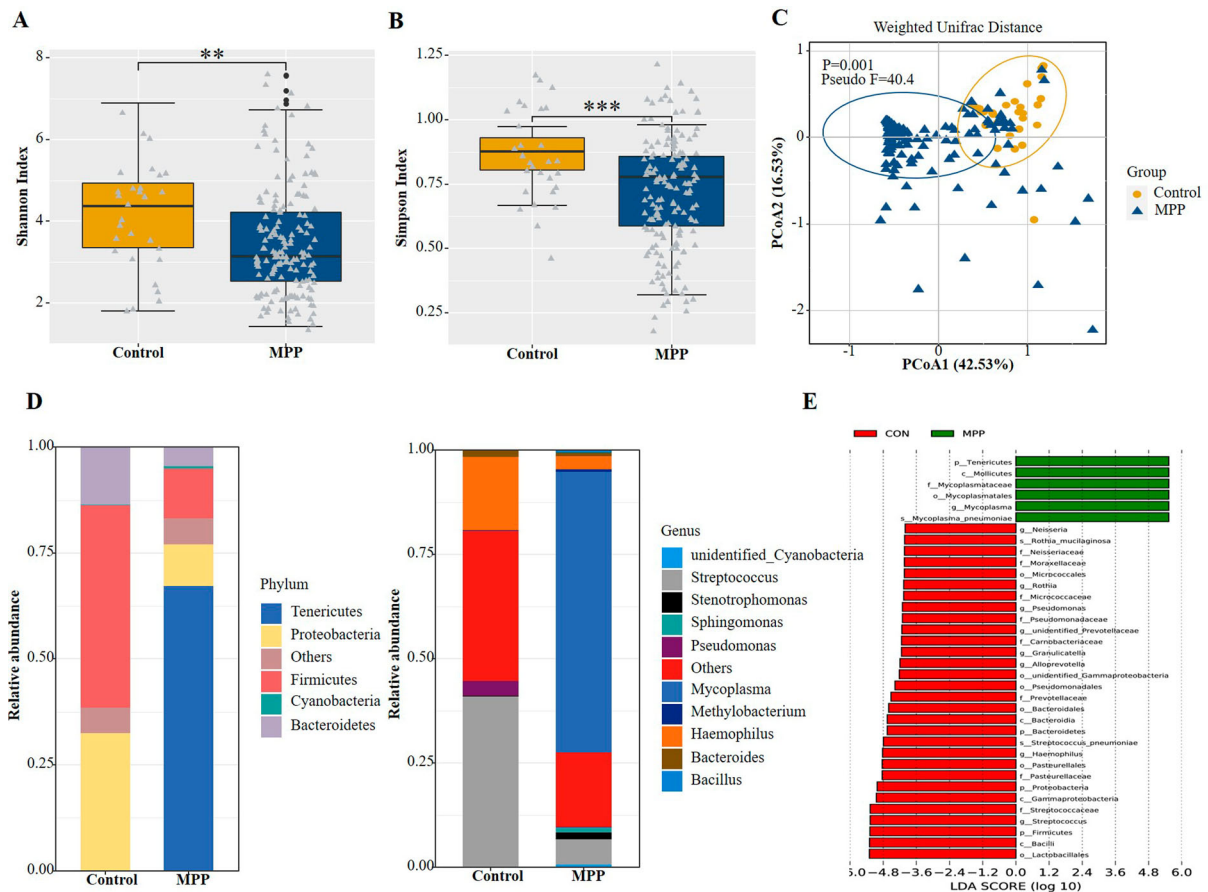 A
Shannon Index
8
6
4
2
**
Control
MPP
B
Simpson Index
1.25
1.00
0.75
0.50
0.25
***
Control
MPP
C
Weighted Unifrac Distance
P=0.001
Pseudo F=40.4
PCoA2 (16.53%)
1
0
-1
-2
-1
0
1
PCoA1 (42.53%)
Group
Control
MPP
D
Relative abundance
1.00
0.75
0.50
0.25
0.00
Control
MPP
Phylum
Tenericutes
Proteobacteria
Others
Firmicutes
Cyanobacteria
Bacteroidetes
Relative abundance
1.00
0.75
0.50
0.25
0.00
Control
MPP
Genus
unidentified_Cyanobacteria
Streptococcus
Stenotrophomonas
Sphingomonas
Pseudomonas
Others
Mycoplasma
Methylobacterium
Haemophilus
Bacteroides
Bacillus
E
CON
MPP
p__Tenericutes
c__Mollicutes
f__Mycoplasmataceae
o__Mycoplasmatales
g__Mycoplasma
s__Mycoplasma_pneumoniae
g__Neisseria
s__Rothia_mucilaginosa
f__Neisseriaceae
f__Moraxellaceae
o__Micrococcales
g__Rothia
f__Micrococcaceae
g__Pseudomonas
f__Pseudomonadaceae
g__unidentified_Prevotellaceae
f__Carnobacteriaceae
g__Granulicatella
g__Alloprevotella
o__unidentified_Gammaproteobacteria
o__Pseudomonadales
f__Prevotellaceae
o__Bacteroidales
c__Bacteroidia
p__Bacteroidetes
s__Streptococcus_pneumoniae
g__Haemophilus
o__Pasteurellales
f__Pasteurellaceae
p__Proteobacteria
c__Gammaproteobacteria
f__Streptococcaceae
g__Streptococcus
p__Firmicutes
c__Bacilli
o__Lactobacillales
5.0 -4.8 -3.6 -2.4 -1.2 0.0 1.2 2.4 3.6 4.8 6.0
LDA SCORE (log 10)